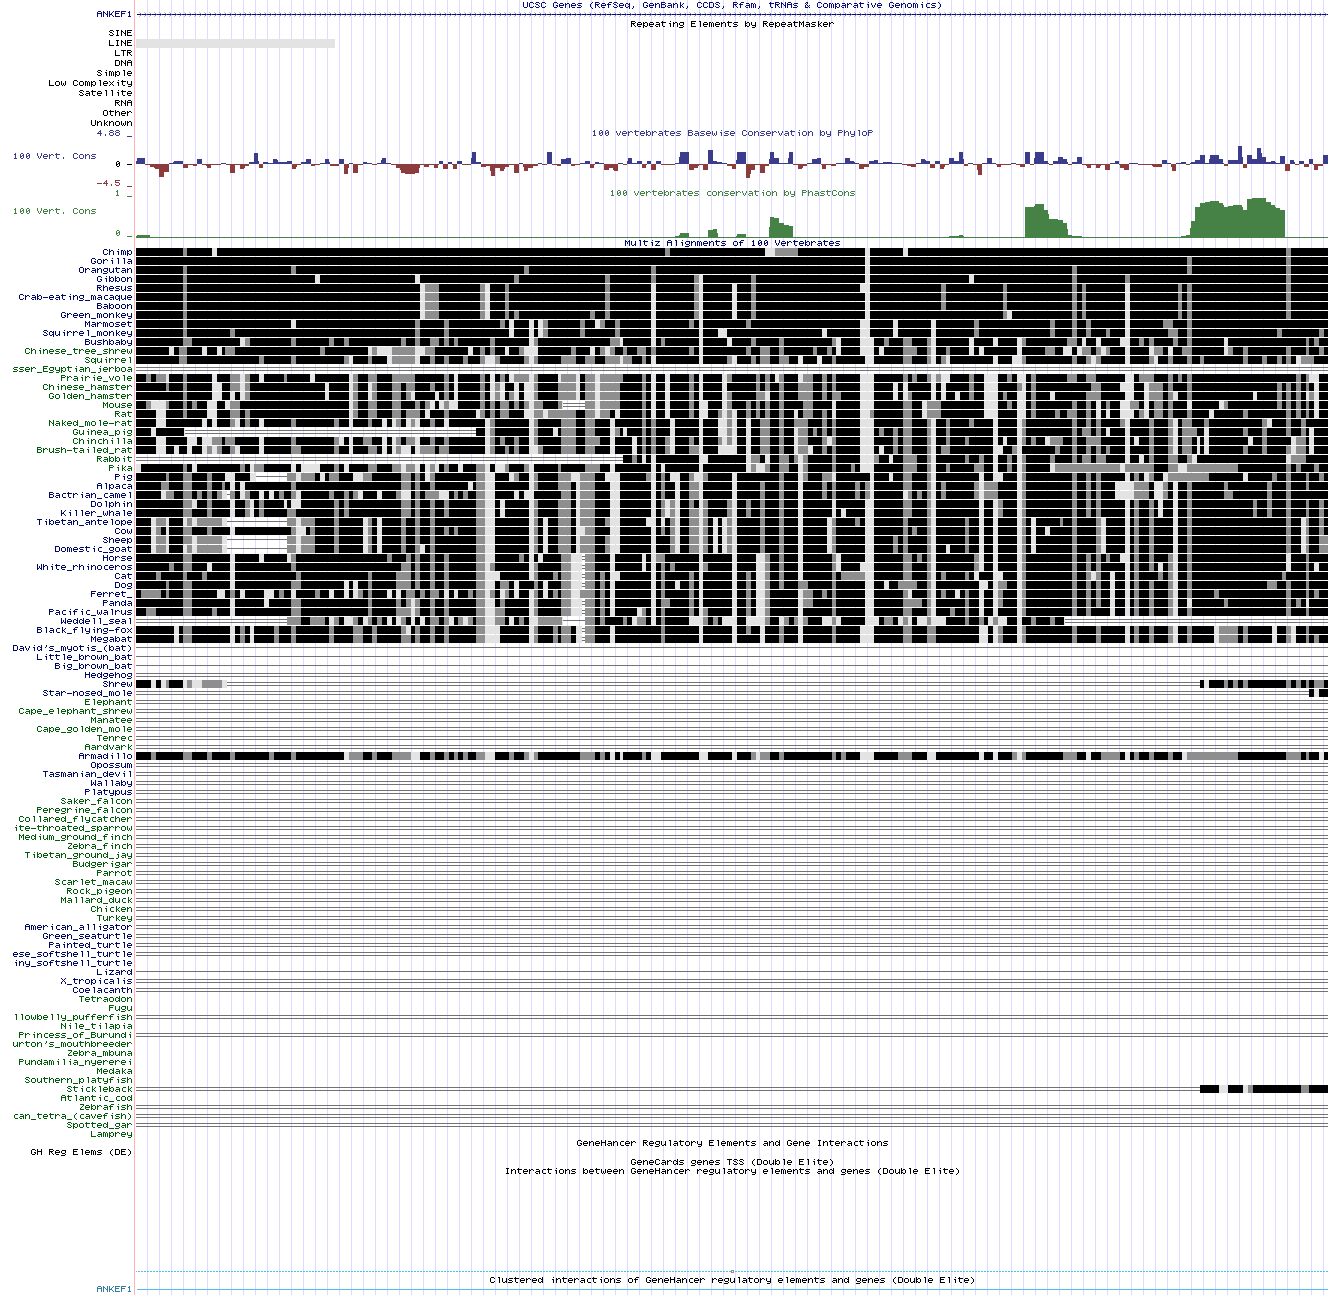 UCSC Genes (RefSeq, GenBank, CCDS, Rfam, tRNAs & Comparative Genomics)
ANKEF1
Repeating Elements by RepeatMasker
SINE
LINE
LTR
DNA
Simple
Low Complexity
Satellite
RNA
Other
Unknown
4.88 _
100 vertebrates Basewise Conservation by PhyloP
100 Vert. Cons
0 _
-4.5 _
1 _
100 vertebrates conservation by PhastCons
100 Vert. Cons
0 _
Multiz Alignments of 100 Vertebrates
Chimp
Gorilla
Orangutan
Gibbon
Rhesus
Crab-eating_macaque
Baboon
Green_monkey
Marmoset
Squirrel_monkey
Bushbaby
Chinese_tree_shrew
Squirrel
sser_Egyptian_jerboa
Prairie_vole
Chinese_hamster
Golden_hamster
Mouse
Rat
Naked_mole-rat
Guinea_pig
Chinchilla
Brush-tailed_rat
Rabbit
Pika
Pig
Alpaca
Bactrian_camel
Dolphin
Killer_whale
Tibetan_antelope
Cow
Sheep
Domestic_goat
Horse
White_rhinoceros
Cat
Dog
Ferret_
Panda
Pacific_walrus
Weddell_seal
Black_flying-fox
Megabat
David's_myotis_(bat)
Little_brown_bat
Big_brown_bat
Hedgehog
Shrew
Star-nosed_mole
Elephant
Cape_elephant_shrew
Manatee
Cape_golden_mole
Tenrec
Aardvark
Armadillo
Opossum
Tasmanian_devil
Wallaby
Platypus
Saker_falcon
Peregrine_falcon
Collared_flycatcher
ite-throated_sparrow
Medium_ground_finch
Zebra_finch
Tibetan_ground_jay
Budgerigar
Parrot
Scarlet_macaw
Rock_pigeon
Mallard_duck
Chicken
Turkey
American_alligator
Green_seaturtle
Painted_turtle
ese_softshell_turtle
iny_softshell_turtle
Lizard
X_tropicalis
Coelacanth
Tetraodon
Fugu
llowbelly_pufferfish
Nile_tilapia
Princess_of_Burundi
urton's_mouthbreeder
Zebra_mbuna
Pundamilia_nyererei
Medaka
Southern_platyfish
Stickleback
Atlantic_cod
Zebrafish
can_tetra_(cavefish)
Spotted_gar
Lamprey
GeneHancer Regulatory Elements and Gene Interactions
GH Reg Elems (DE)
GeneCards genes TSS (Double Elite)
Interactions between GeneHancer regulatory elements and genes (Double Elite)
Clustered interactions of GeneHancer regulatory elements and genes (Double Elite)
ANKEF1